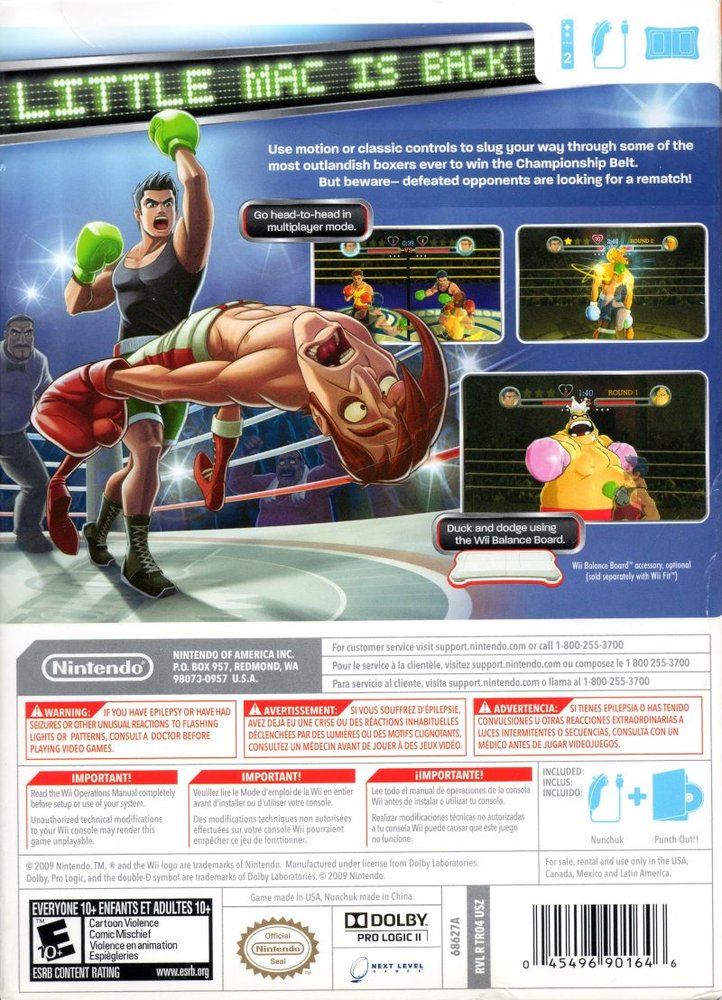 LITTLE MAC IS BACK!
2
Use motion or classic controls to slug your way through some of the
most outlandish boxers ever to win the Championship Belt.
But beware– defeated opponents are looking for a rematch!
Go head-to-head in
multiplayer mode.
0:39
VS
2:40
ROUND 2
1:40
ROUND 1
Duck and dodge using
the Wii Balance Board.
Wii Balance Board™ accessory, optional
(sold separately with Wii Fit™)
Nintendo®
NINTENDO OF AMERICA INC.
P.O. BOX 957, REDMOND, WA
98073-0957 U.S.A.
For customer service visit support.nintendo.com or call 1-800-255-3700
Pour le service à la clientèle, visitez support.nintendo.com ou composez le 1 800 255-3700
Para servicio al cliente, visita support.nintendo.com o llama al 1-800-255-3700
WARNING: IF YOU HAVE EPILEPSY OR HAVE HAD
SEIZURES OR OTHER UNUSUAL REACTIONS TO FLASHING
LIGHTS OR PATTERNS, CONSULT A DOCTOR BEFORE
PLAYING VIDEO GAMES.
AVERTISSEMENT: SI VOUS SOUFFREZ D'ÉPILEPSIE,
AVEZ DÉJÀ EU UNE CRISE OU DES RÉACTIONS INHABITUELLES
DÉCLENCHÉES PAR DES LUMIÈRES OU DES MOTIFS CLIGNOTANTS,
CONSULTEZ UN MÉDECIN AVANT DE JOUER À DES JEUX VIDÉO.
ADVERTENCIA: SI TIENES EPILEPSIA O HAS TENIDO
CONVULSIONES U OTRAS REACCIONES EXTRAORDINARIAS A
LUCES INTERMITENTES O SECUENCIAS, CONSULTA CON UN
MÉDICO ANTES DE JUGAR VIDEOJUEGOS.
IMPORTANT!
Read the Wii Operations Manual completely
before setup or use of your system.
Unauthorized technical modifications
to your Wii console may render this
game unplayable.
IMPORTANT!
Veuillez lire le Mode d'emploi de la Wii en entier
avant d'installer ou d'utiliser votre console.
Des modifications techniques non autorisées
effectuées sur votre console Wii pourraient
empêcher ce jeu de fonctionner.
¡IMPORTANTE!
Lee todo el manual de operaciones de la consola
Wii antes de instalar o utilizar tu consola.
Realizar modificaciones técnicas no autorizadas
a tu consola Wii puede causar que este juego
no funcione.
INCLUDED:
INCLUS:
INCLUIDO:
+
Nunchuk
Punch-Out!!
© 2009 Nintendo. TM, ® and the Wii logo are trademarks of Nintendo. Manufactured under license from Dolby Laboratories.
Dolby, Pro Logic, and the double-D symbol are trademarks of Dolby Laboratories. © 2009 Nintendo.
For sale, rental and use only in the USA,
Canada, Mexico and Latin America.
EVERYONE 10+ ENFANTS ET ADULTES 10+
E
10+
TM
®
Cartoon Violence
Comic Mischief
Violence en animation
Espiègleries
ESRB CONTENT RATING
www.esrb.org
Game made in USA, Nunchuk made in China.
Official
Nintendo
Seal
DOLBY
PRO LOGIC II
NEXT LEVEL
GAMES
68627A
RVL R TR04 USZ
0 45496 90164 6